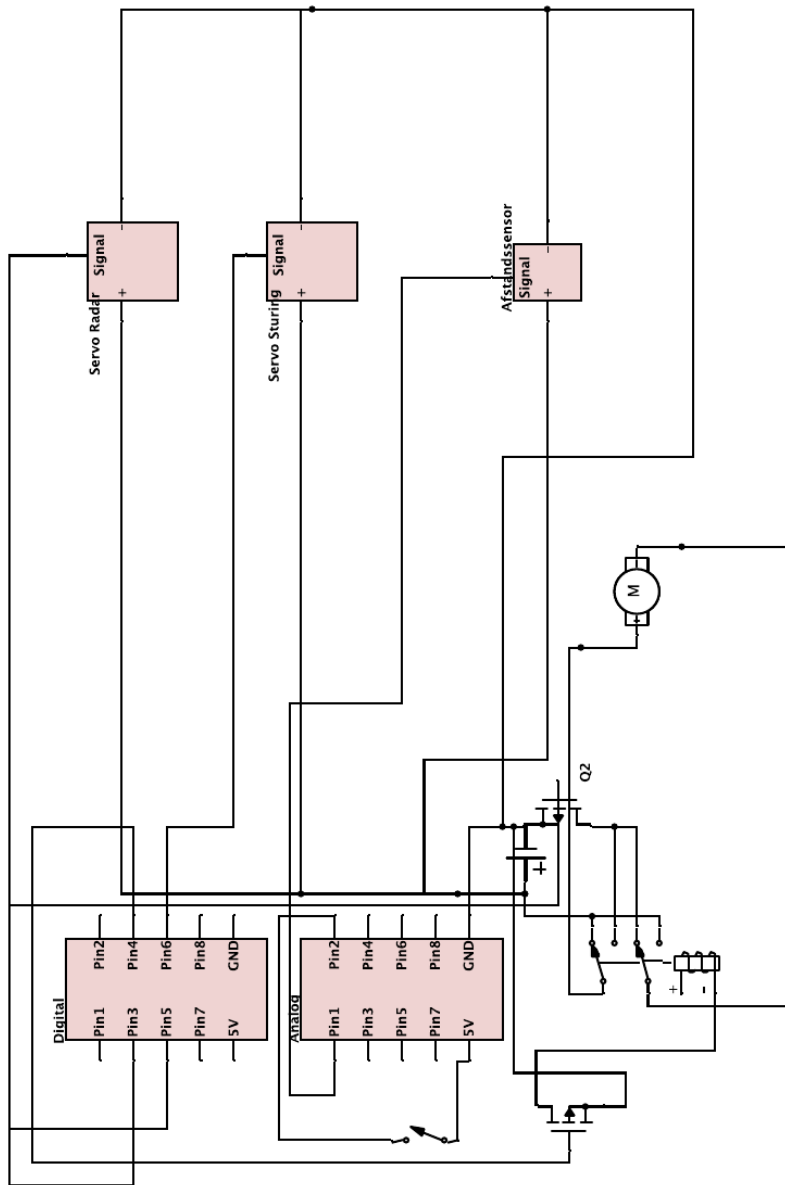 Signal
-
+
Servo Radar
Signal
-
+
Servo Sturing
Afstandssensor
Signal
-
+
M
Q2
+
Digital
Pin1
Pin2
Pin3
Pin4
Pin5
Pin6
Pin7
Pin8
5V
GND
Analog
Pin1
Pin2
Pin3
Pin4
Pin5
Pin6
Pin7
Pin8
5V
GND
+
-